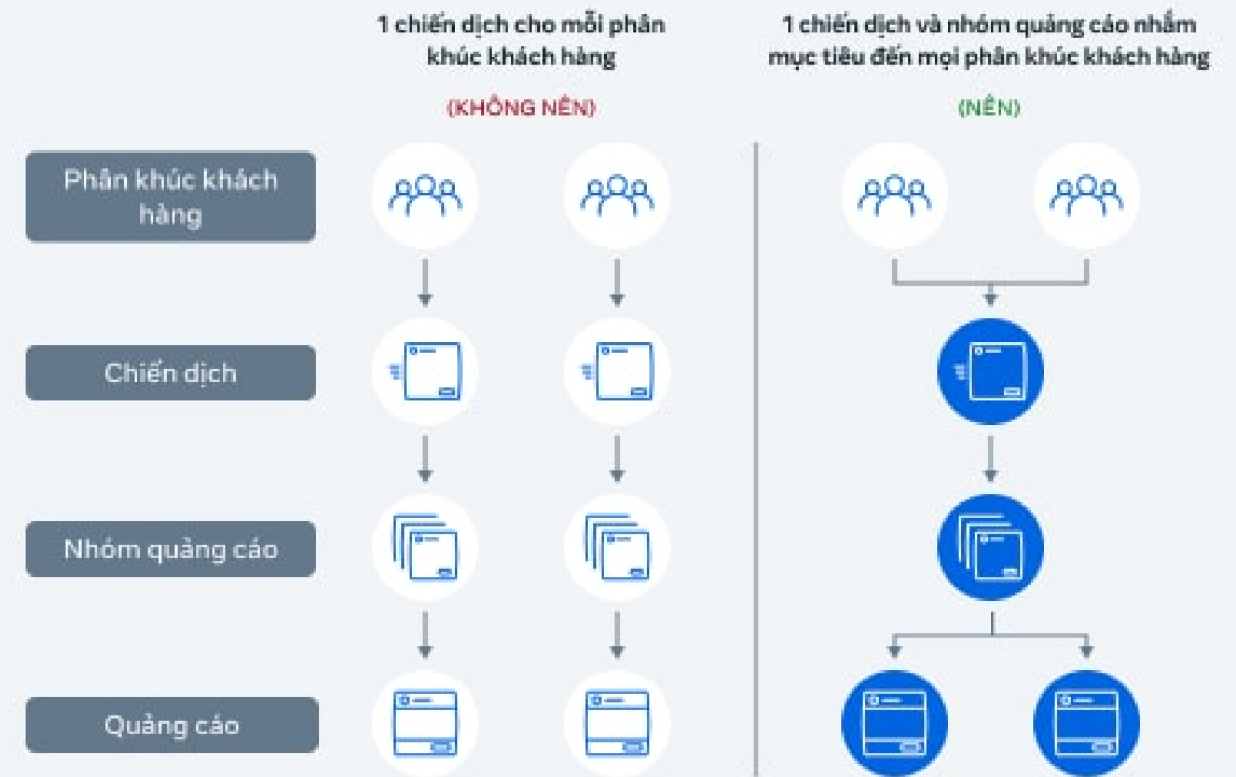 1 chiến dịch cho mỗi phân
khúc khách hàng
(KHÔNG NÊN)
1 chiến dịch và nhóm quảng cáo nhắm
mục tiêu đến mọi phân khúc khách hàng
(NÊN)
Phân khúc khách
hàng
Chiến dịch
Nhóm quảng cáo
Quảng cáo